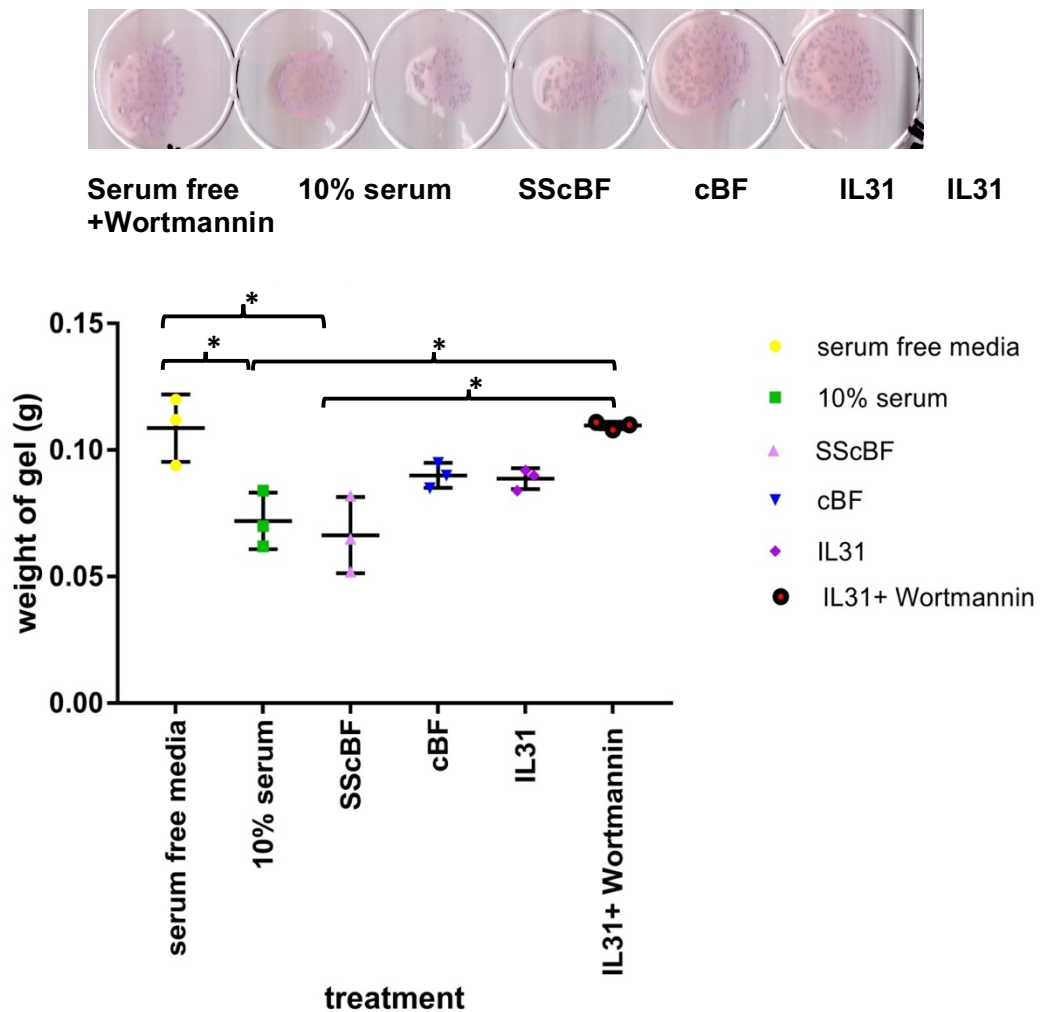 Serum free 10% serum SScBF cBF IL31 IL31
+Wortmannin
*
*
*
*
0.15
0.10
0.05
0.00
weight of gel (g)
serum free media
10% serum
SScBF
cBF
IL31
IL31+ Wortmannin
treatment
serum free media
10% serum
SScBF
cBF
IL31
IL31+ Wortmannin